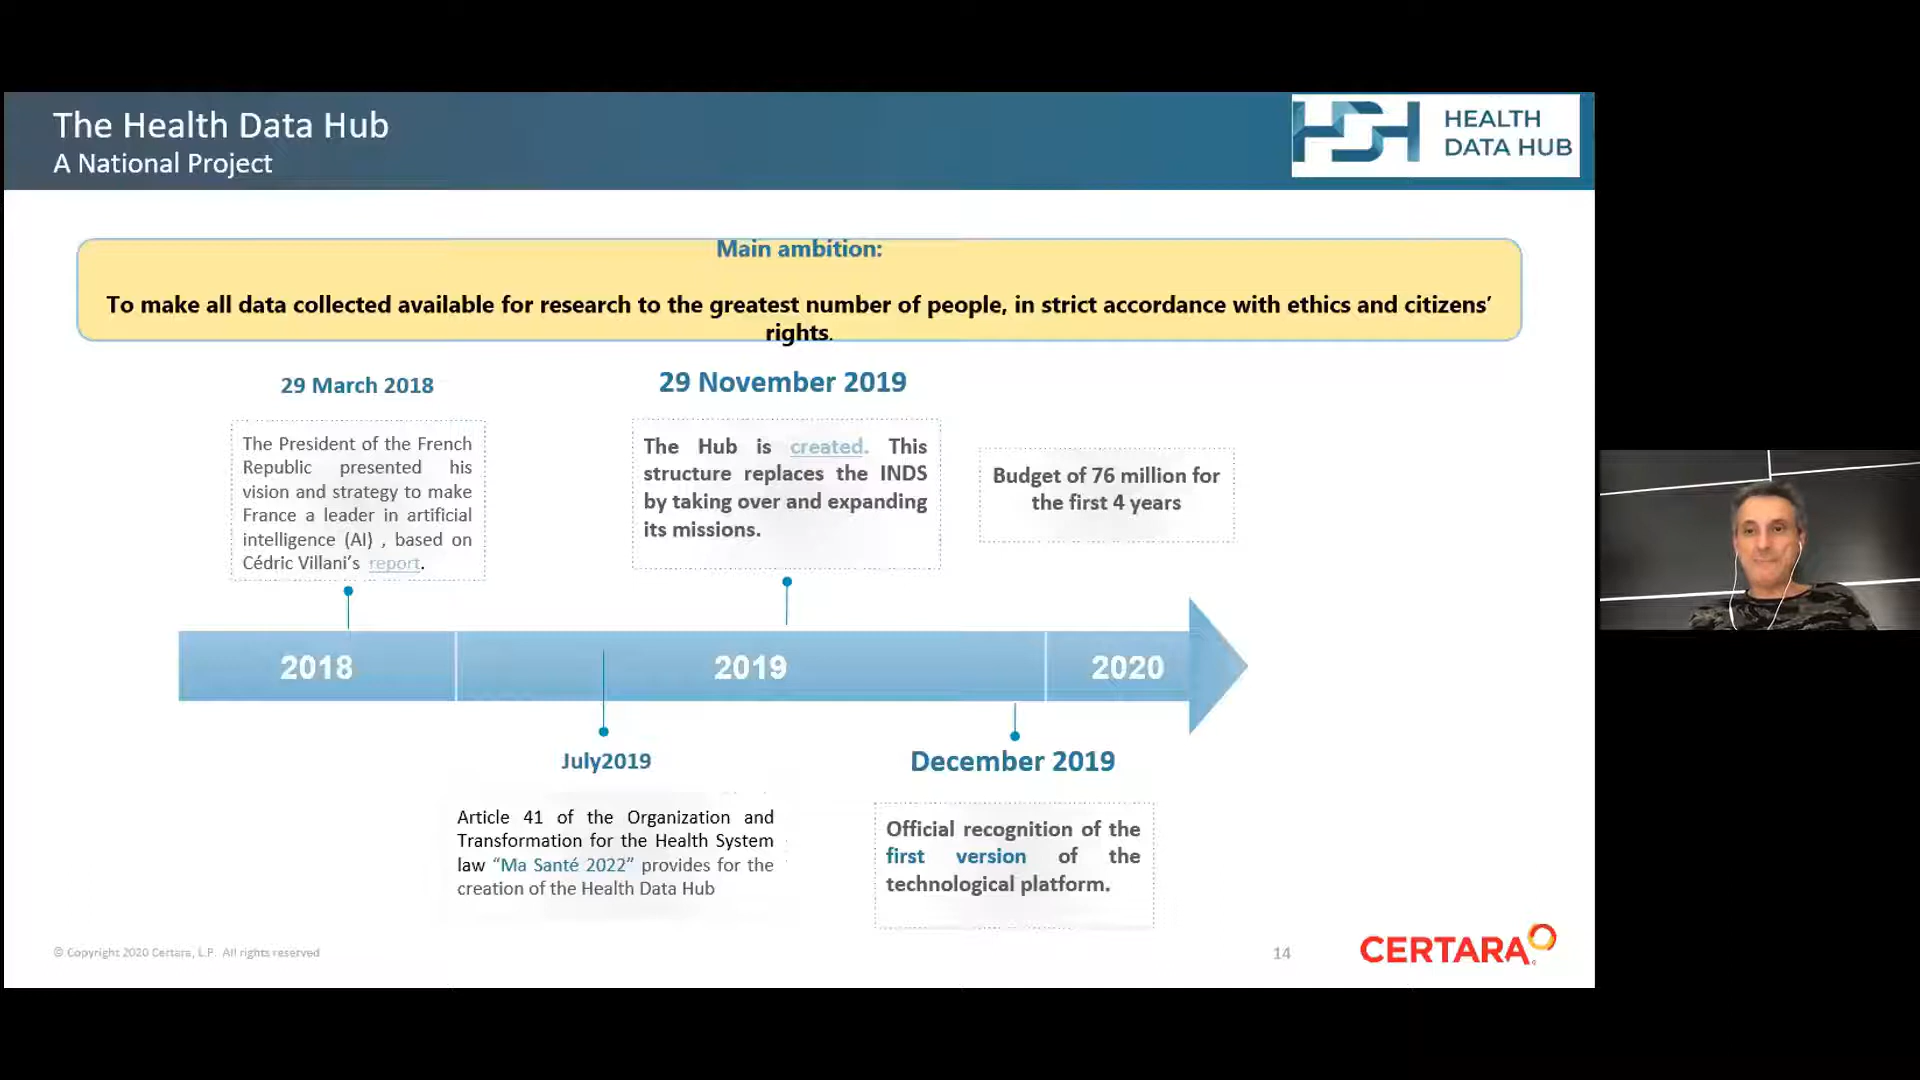 The Health Data Hub
A National Project
HEALTH
DATA HUB
Main ambition:
To make all data collected available for research to the greatest number of people, in strict accordance with ethics and citizens’
rights.
29 March 2018
The President of the French
Republic presented his
vision and strategy to make
France a leader in artificial
intelligence (AI) , based on
Cédric Villani’s report.
29 November 2019
The Hub is created. This
structure replaces the INDS
by taking over and expanding
its missions.
Budget of 76 million for
the first 4 years
2018
2019
2020
July2019
Article 41 of the Organization and
Transformation for the Health System
law “Ma Santé 2022” provides for the
creation of the Health Data Hub
December 2019
Official recognition of the
first version of the
technological platform.
© Copyright 2020 Certara, L.P. All rights reserved
14
CERTARA